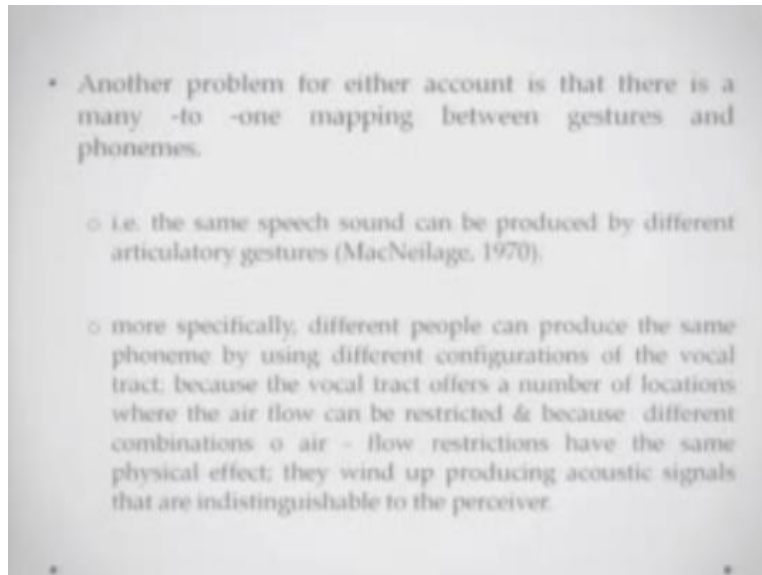 • Another problem for either account is that there is a
many -to -one mapping between gestures and
phonemes.
o i.e. the same speech sound can be produced by different
articulatory gestures (MacNeilage, 1970).
o more specifically, different people can produce the same
phoneme by using different configurations of the vocal
tract; because the vocal tract offers a number of locations
where the air flow can be restricted & because different
combinations o air - flow restrictions have the same
physical effect; they wind up producing acoustic signals
that are indistinguishable to the perceiver.